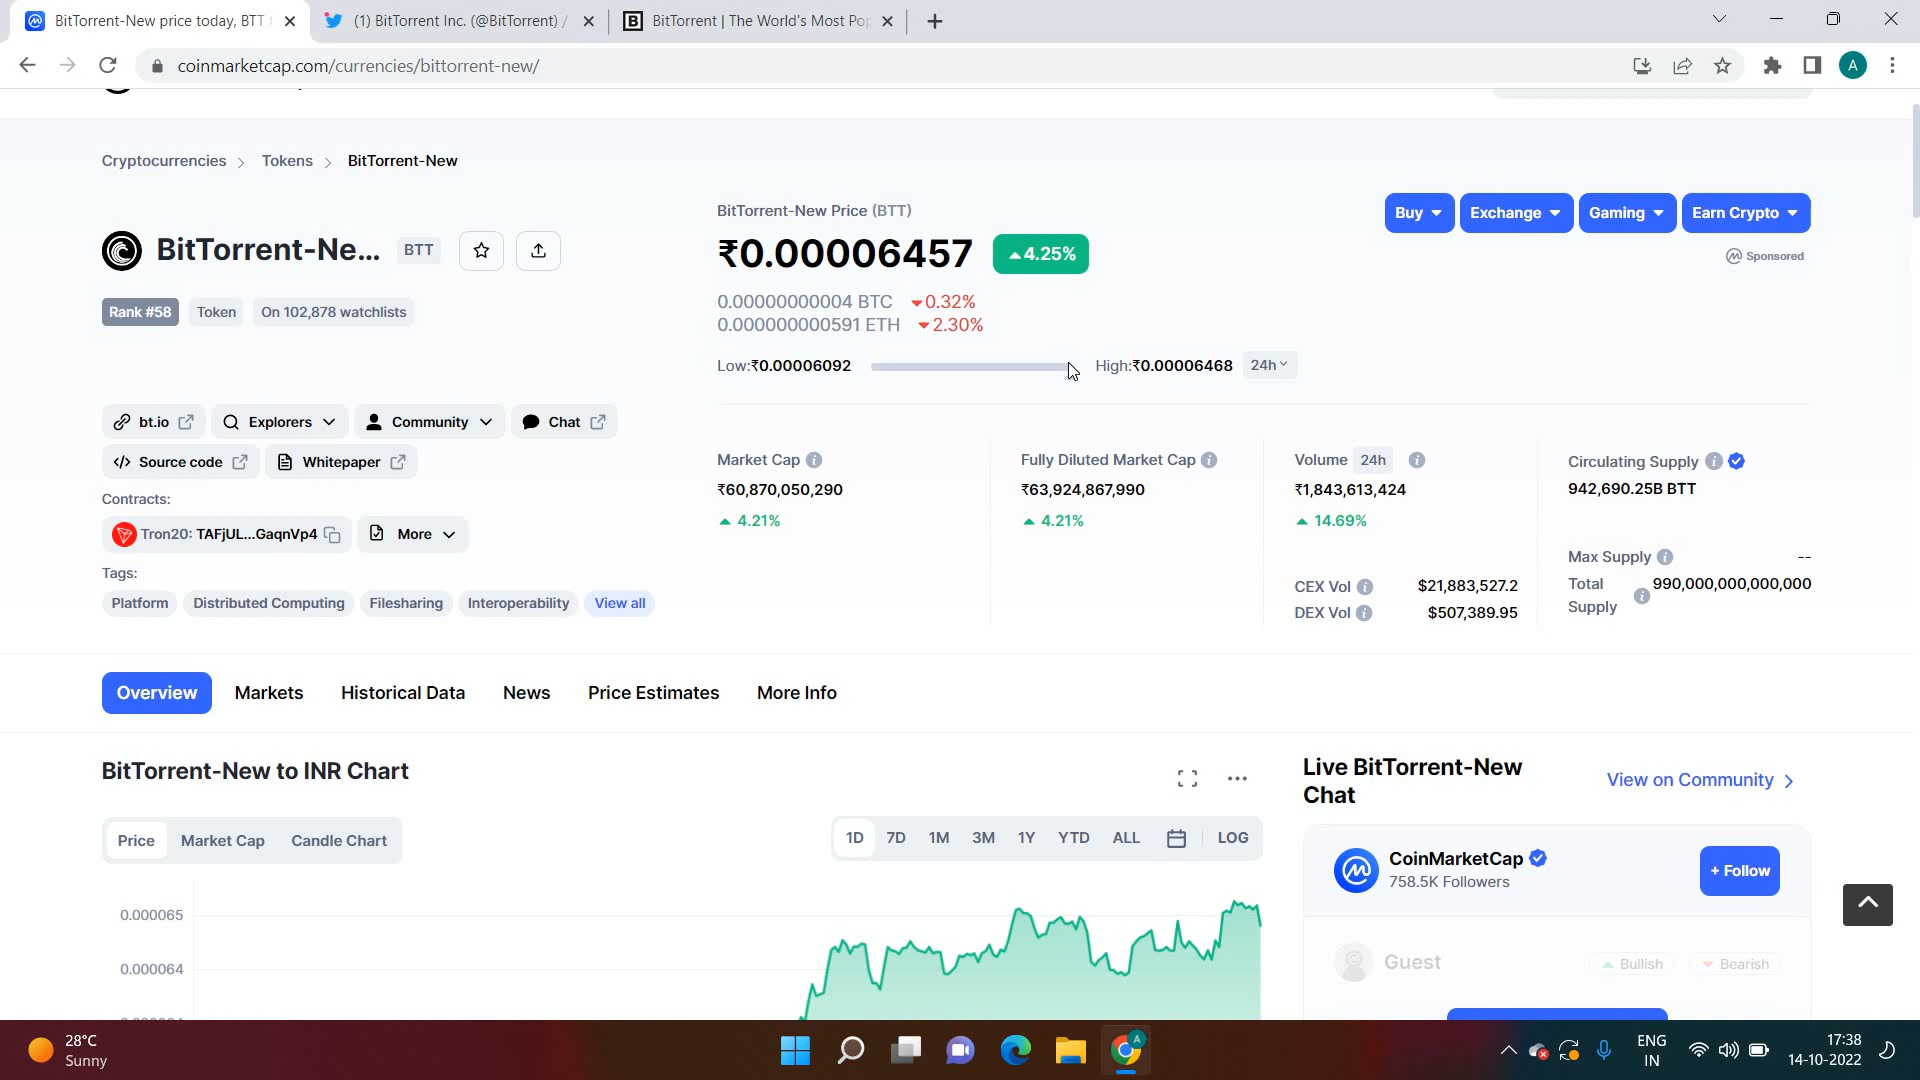 BitTorrent-New price today, BTT
(1) BitTorrent Inc. (@BitTorrent) /
BitTorrent | The World's Most Po
coinmarketcap.com/currencies/bittorrent-new/
A
Cryptocurrencies > Tokens > BitTorrent-New
BitTorrent-Ne... BTT
Rank #58 Token On 102,878 watchlists
bt.io Explorers Community Chat
Source code Whitepaper
Contracts:
Tron20: TAFjUL...GaqnVp4 More
Tags:
Platform Distributed Computing Filesharing Interoperability View all
BitTorrent-New Price (BTT)
₹0.00006457 4.25%
0.00000000004 BTC 0.32%
0.000000000591 ETH 2.30%
Low:₹0.00006092 High:₹0.00006468 24h
Buy Exchange Gaming Earn Crypto
Sponsored
Market Cap
₹60,870,050,290
4.21%
Fully Diluted Market Cap
₹63,924,867,990
4.21%
Volume 24h
₹1,843,613,424
14.69%
CEX Vol $21,883,527.2
DEX Vol $507,389.95
Circulating Supply
942,690.25B BTT
Max Supply --
Total Supply 990,000,000,000,000
Overview Markets Historical Data News Price Estimates More Info
BitTorrent-New to INR Chart
Price Market Cap Candle Chart
1D 7D 1M 3M 1Y YTD ALL LOG
0.000065
0.000064
Live BitTorrent-New
Chat
View on Community >
CoinMarketCap
758.5K Followers
+ Follow
Guest Bullish Bearish
28°C
Sunny
A
ENG
IN
17:38
14-10-2022